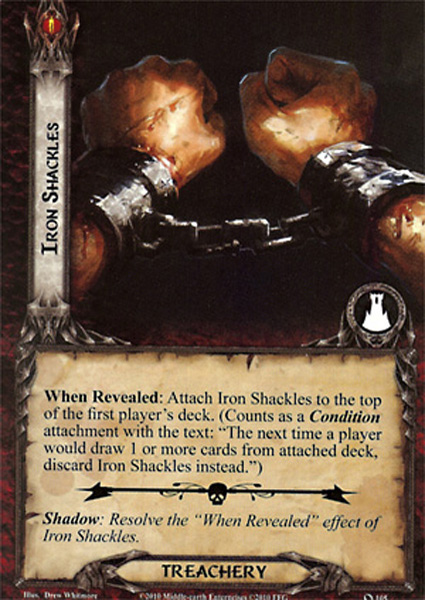 Iron Shackles
When Revealed: Attach Iron Shackles to the top
of the first player's deck. (Counts as a Condition
attachment with the text: “The next time a player
would draw 1 or more cards from attached deck,
discard Iron Shackles instead.”)
Shadow: Resolve the “When Revealed” effect of
Iron Shackles.
TREACHERY
Illus. Drew Whitmore ©2010 Middle-earth Enterprises ©2010 FFG 105